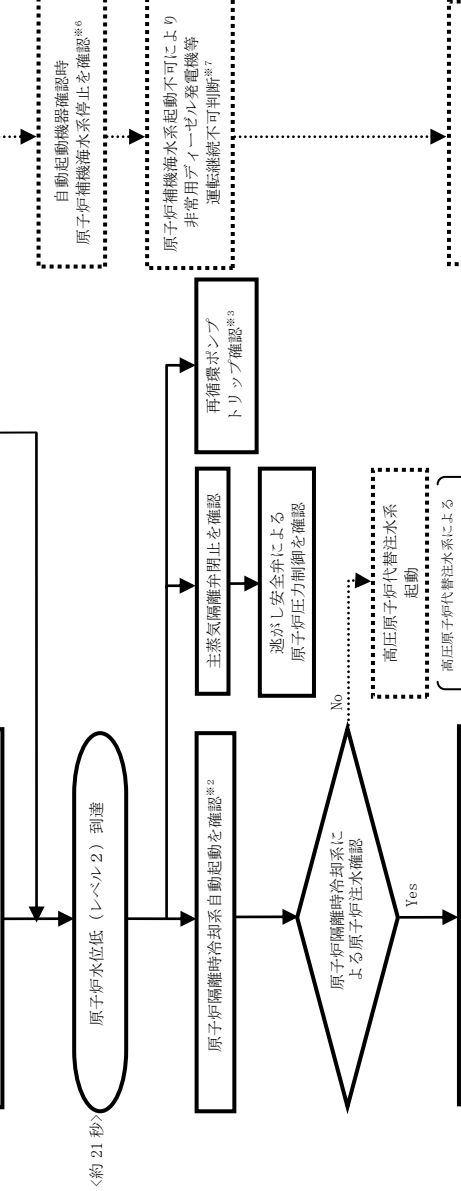 自動起動機器確認時
原子炉補機海水系停止を確認※6
原子炉補機海水系起動不可により
非常用ディーゼル発電機等
運転継続不可判断※7
<約 21 秒>
原子炉水位低（レベル２）到達
原子炉隔離時冷却系自動起動を確認※2
主蒸気隔離弁閉止を確認
再循環ポンプ
トリップ確認※3
逃がし安全弁による
原子炉圧力制御を確認
原子炉隔離時冷却系に
よる原子炉注水確認
No
Yes
高圧原子炉代替注水系
起動
高圧原子炉代替注水系による